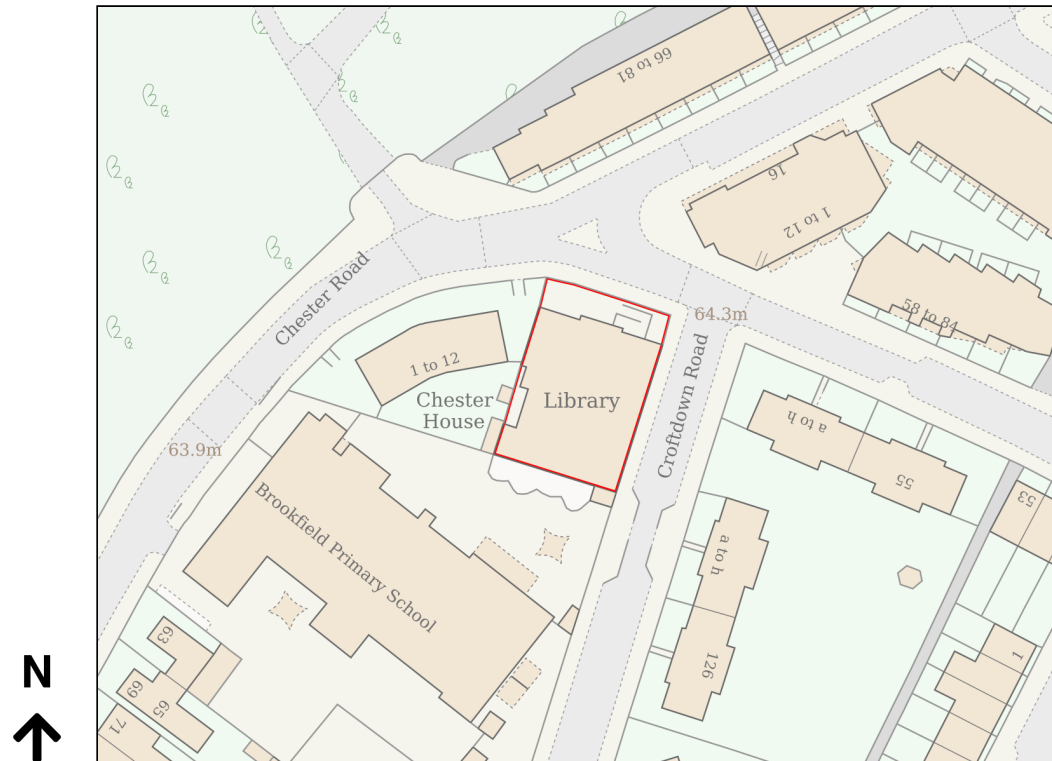 66 to 81
16
1 to 12
Chester Road
58 to 84
64.3m
1 to 12
Chester
House
Library
Croftdown Road
a to h
55
53
63.9m
Brookfield Primary School
a to h
63
126
1
69
65
71
N